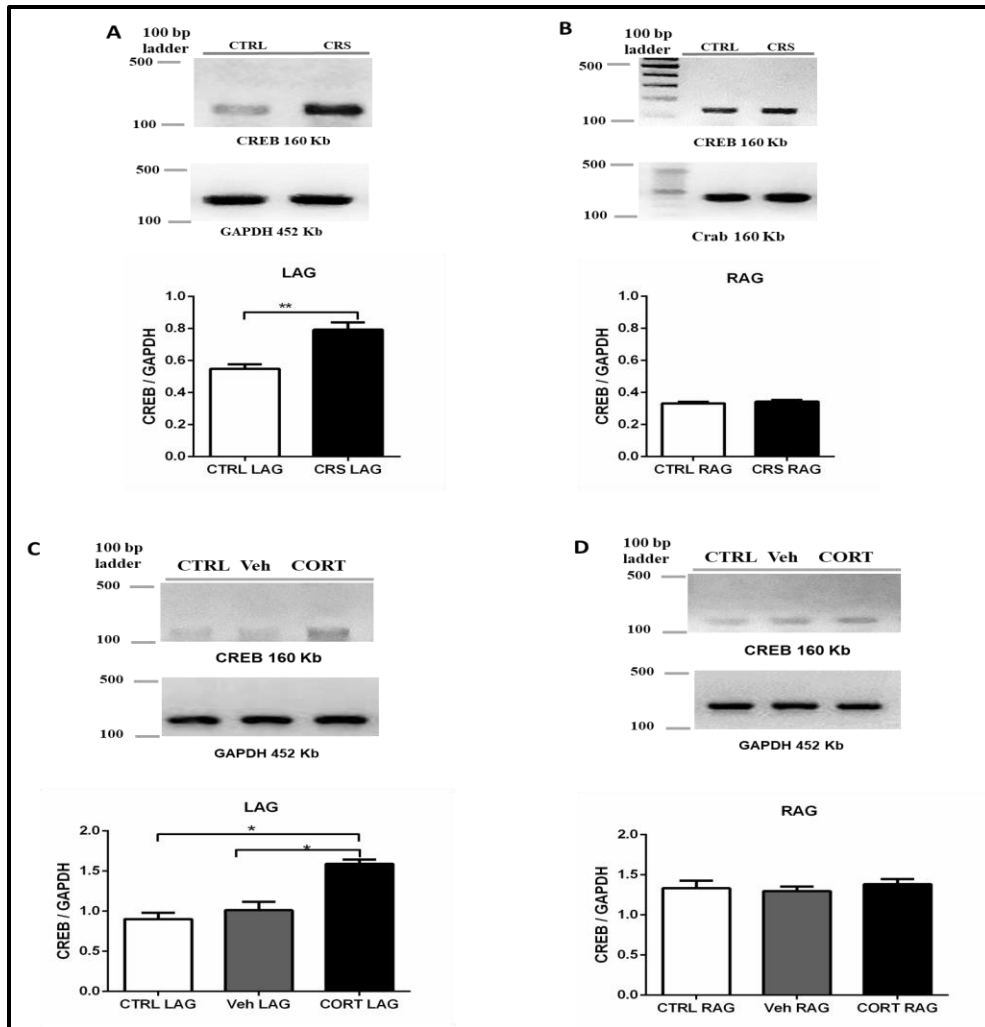 A
100 bp
ladder
CTRL CRS
500
100
CREB 160 Kb
500
100
GAPDH 452 Kb
LAG
CREB / GAPDH
1.0
0.8
0.6
0.4
0.2
0.0
**
CTRL LAG CRS LAG
B
100 bp
ladder
CTRL CRS
500
100
CREB 160 Kb
500
100
Crab 160 Kb
RAG
CREB / GAPDH
1.0
0.8
0.6
0.4
0.2
0.0
CTRL RAG CRS RAG
C
100 bp
ladder
CTRL Veh CORT
500
100
CREB 160 Kb
500
100
GAPDH 452 Kb
LAG
CREB / GAPDH
2.0
1.5
1.0
0.5
0.0
*
*
CTRL LAG Veh LAG CORT LAG
D
100 bp
ladder
CTRL Veh CORT
500
100
CREB 160 Kb
500
100
GAPDH 452 Kb
RAG
CREB / GAPDH
2.0
1.5
1.0
0.5
0.0
CTRL RAG Veh RAG CORT RAG